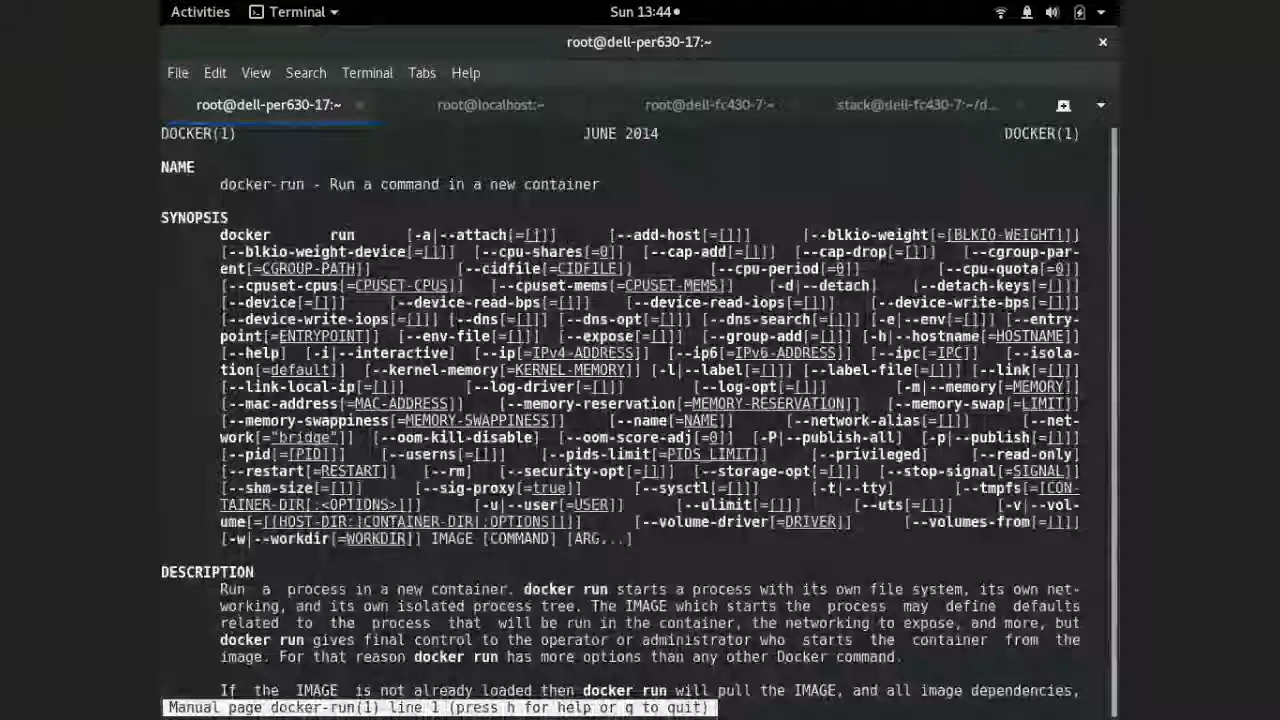 Activities Terminal Sun 13:44
root@dell-per630-17:~
File Edit View Search Terminal Tabs Help
root@dell-per630-17:~ root@localhost:~ root@dell-fc430-7:~ stack@dell-fc430-7:~/d...
DOCKER(1) JUNE 2014 DOCKER(1)
NAME
docker-run - Run a command in a new container
SYNOPSIS
docker run [-a|--attach[=[]]] [--add-host[=[]]] [--blkio-weight[=[BLKIO-WEIGHT]]]
[--blkio-weight-device[=[]]] [--cpu-shares[=0]] [--cap-add[=[]]] [--cap-drop[=[]]] [--cgroup-par-
ent[=CGROUP-PATH]] [--cidfile[=CIDFILE]] [--cpu-period[=0]] [--cpu-quota[=0]]
[--cpuset-cpus[=CPUSET-CPUS]] [--cpuset-mems[=CPUSET-MEMS]] [-d|--detach] [--detach-keys[=[]]]
[--device[=[]]] [--device-read-bps[=[]]] [--device-read-iops[=[]]] [--device-write-bps[=[]]]
[--device-write-iops[=[]]] [--dns[=[]]] [--dns-opt[=[]]] [--dns-search[=[]]] [-e|--env[=[]]] [--entry-
point[=ENTRYPOINT]] [--env-file[=[]]] [--expose[=[]]] [--group-add[=[]]] [-h|--hostname[=HOSTNAME]]
[--help] [-i|--interactive] [--ip[=IPv4-ADDRESS]] [--ip6[=IPv6-ADDRESS]] [--ipc[=IPC]] [--isola-
tion[=default]] [--kernel-memory[=KERNEL-MEMORY]] [-l|--label[=[]]] [--label-file[=[]]] [--link[=[]]]
[--link-local-ip[=[]]] [--log-driver[=[]]] [--log-opt[=[]]] [-m|--memory[=MEMORY]]
[--mac-address[=MAC-ADDRESS]] [--memory-reservation[=MEMORY-RESERVATION]] [--memory-swap[=LIMIT]]
[--memory-swappiness[=MEMORY-SWAPPINESS]] [--name[=NAME]] [--network-alias[=[]]] [--net-
work[="bridge"]] [--oom-kill-disable] [--oom-score-adj[=0]] [-P|--publish-all] [-p|--publish[=[]]]
[--pid[=[PID]]] [--userns[=[]]] [--pids-limit[=PIDS_LIMIT]] [--privileged] [--read-only]
[--restart[=RESTART]] [--rm] [--security-opt[=[]]] [--storage-opt[=[]]] [--stop-signal[=SIGNAL]]
[--shm-size[=[]]] [--sig-proxy[=true]] [--sysctl[=[]]] [-t|--tty] [--tmpfs[=[CON-
TAINER-DIR[:<OPTIONS>]]] [-u|--user[=USER]] [--ulimit[=[]]] [--uts[=[]]] [-v|--vol-
ume[=[[HOST-DIR:]CONTAINER-DIR[:OPTIONS]]]] [--volume-driver[=DRIVER]] [--volumes-from[=[]]]
[-w|--workdir[=WORKDIR]] IMAGE [COMMAND] [ARG...]
DESCRIPTION
Run a process in a new container. docker run starts a process with its own file system, its own net-
working, and its own isolated process tree. The IMAGE which starts the process may define defaults
related to the process that will be run in the container, the networking to expose, and more, but
docker run gives final control to the operator or administrator who starts the container from the
image. For that reason docker run has more options than any other Docker command.
If the IMAGE is not already loaded then docker run will pull the IMAGE, and all image dependencies,
Manual page docker-run(1) line 1 (press h for help or q to quit)